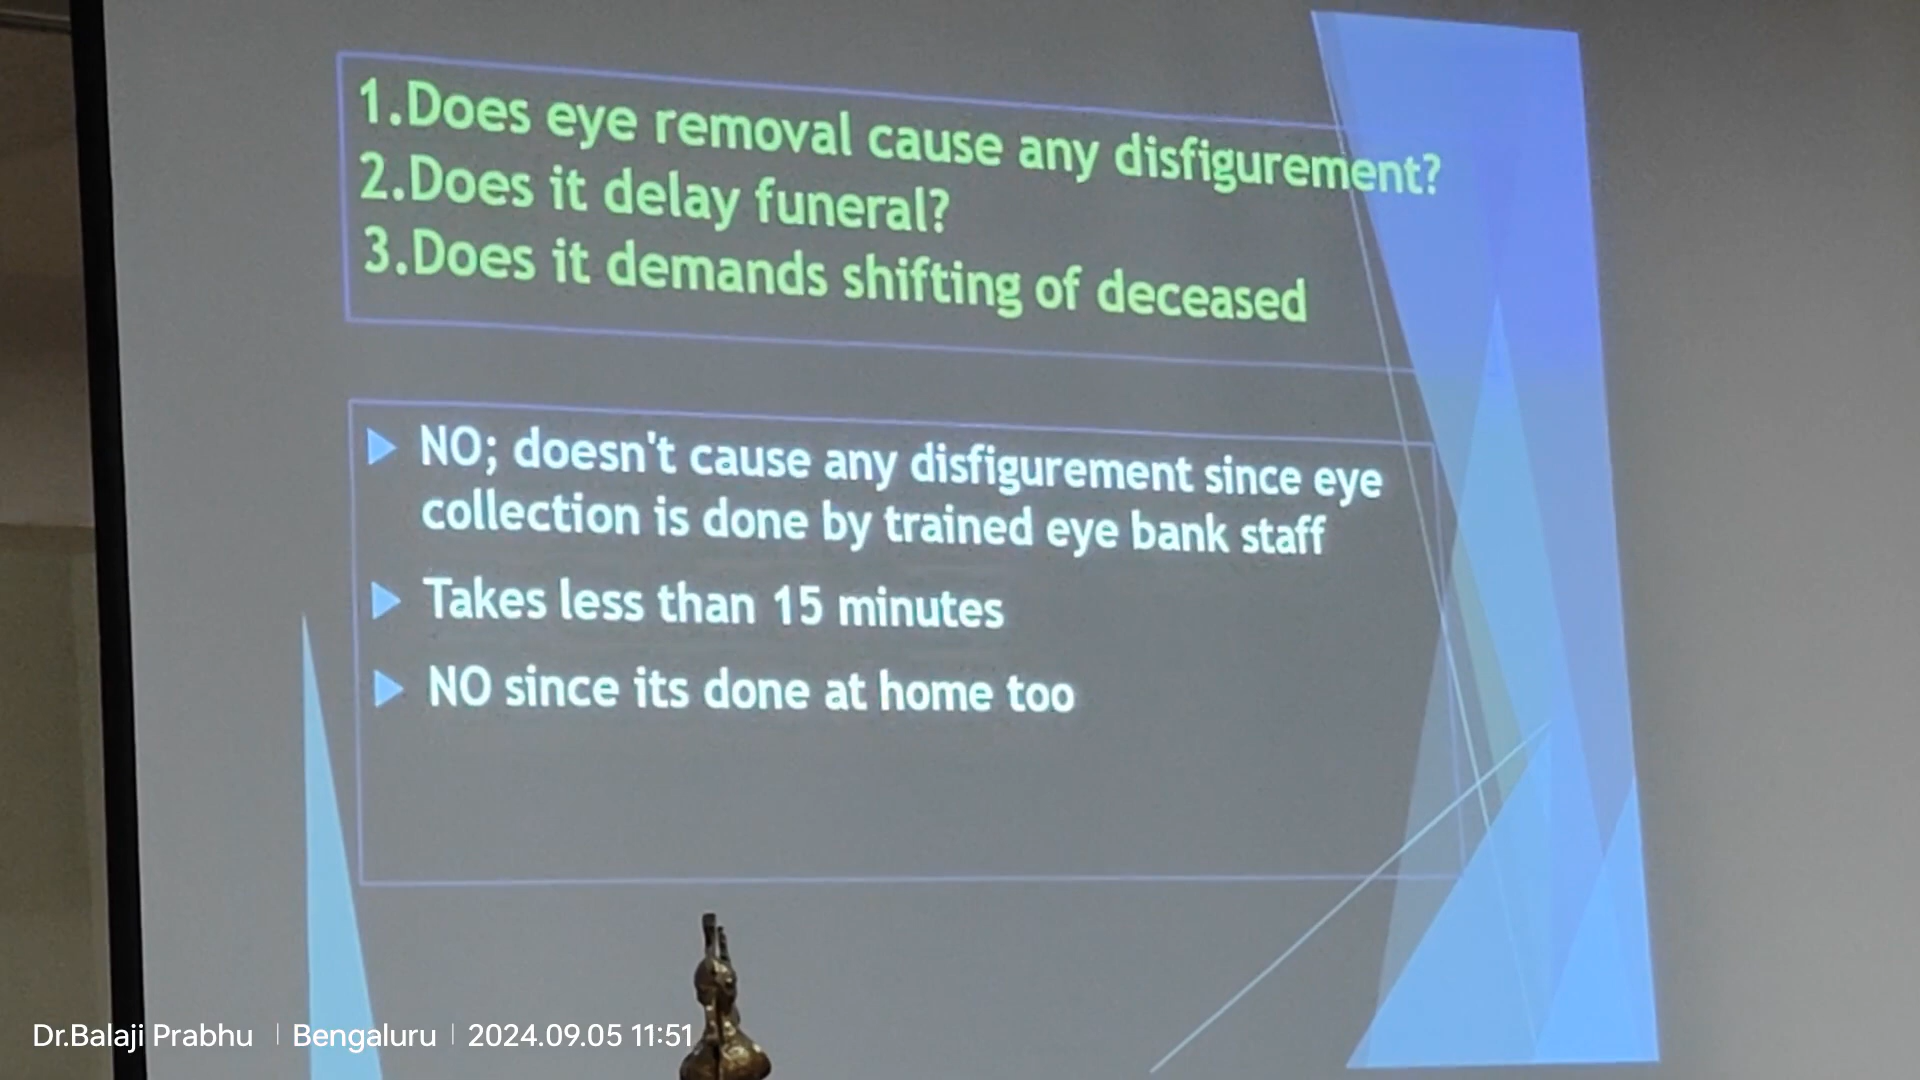 1.Does eye removal cause any disfigurement?
2.Does it delay funeral?
3.Does it demands shifting of deceased
NO; doesn't cause any disfigurement since eye
collection is done by trained eye bank staff
Takes less than 15 minutes
NO since its done at home too
Dr.Balaji Prabhu | Bengaluru | 2024.09.05 11:51